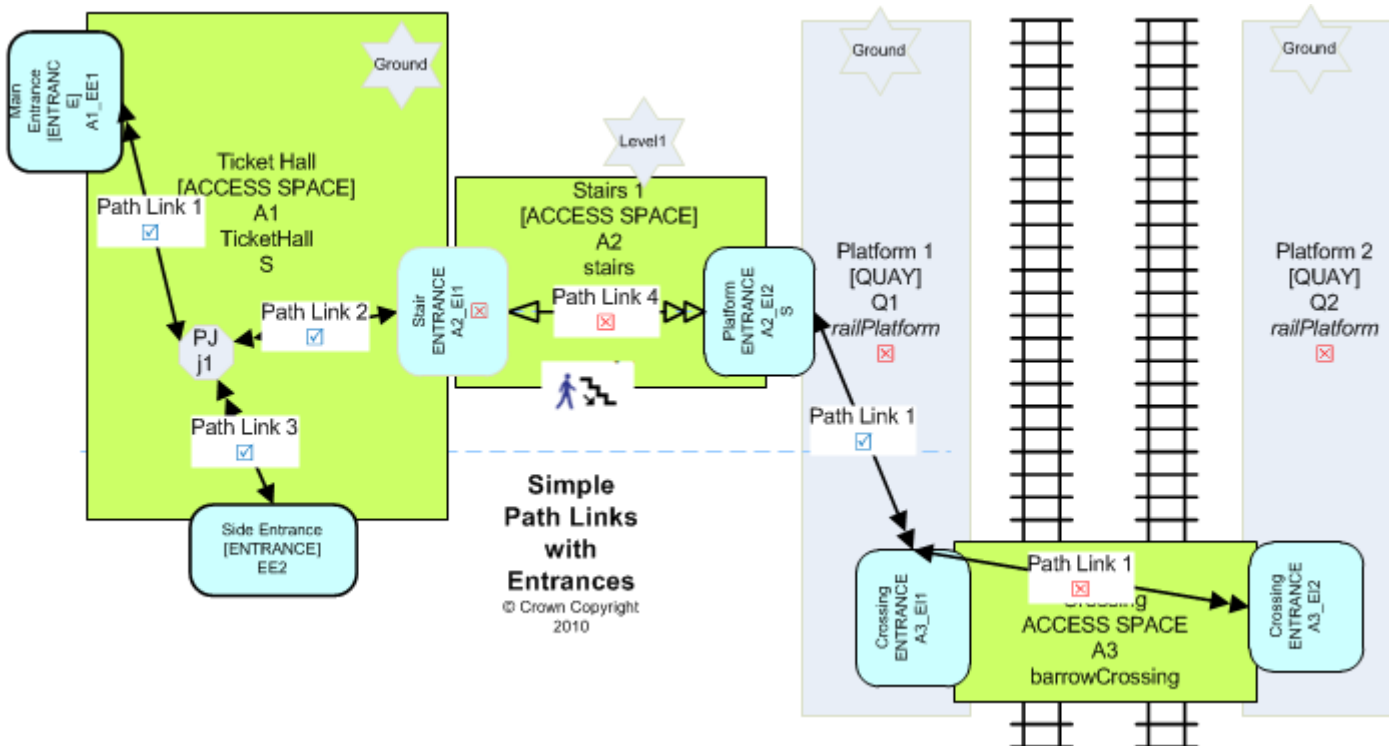 Main
Entrance
[ENTRANC
E]
A1_EE1
Ground
Ticket Hall
[ACCESS SPACE]
A1
TicketHall
S
Path Link 1
Path Link 2
PJ
j1
Path Link 3
Side Entrance
[ENTRANCE]
EE2
Stair
ENTRANCE
A2_EI1
Level1
Stairs 1
[ACCESS SPACE]
A2
stairs
Path Link 4
Platform
ENTRANCE
A2_EI2
S
Simple
Path Links
with
Entrances
© Crown Copyright
2010
Ground
Platform 1
[QUAY]
Q1
railPlatform
Path Link 1
Crossing
ENTRANCE
A3_EI1
Path Link 1
Crossing
ACCESS SPACE
A3
barrowCrossing
Crossing
ENTRANCE
A3_EI2
Ground
Platform 2
[QUAY]
Q2
railPlatform